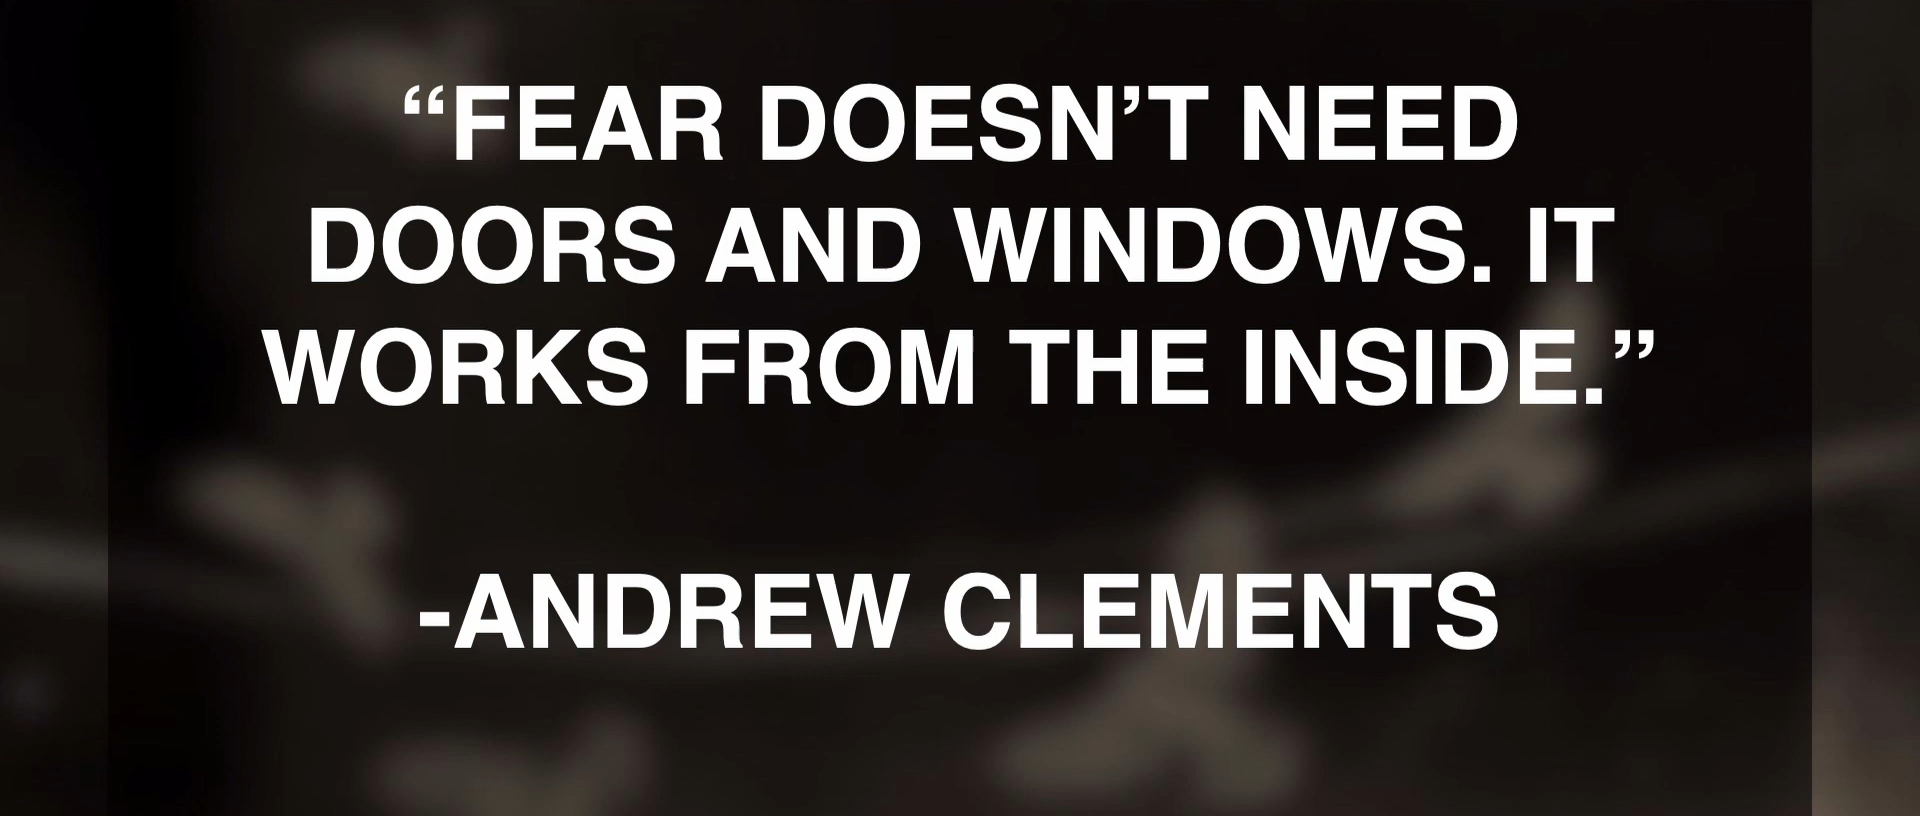 “FEAR DOESN’T NEED
DOORS AND WINDOWS. IT
WORKS FROM THE INSIDE.”
-ANDREW CLEMENTS